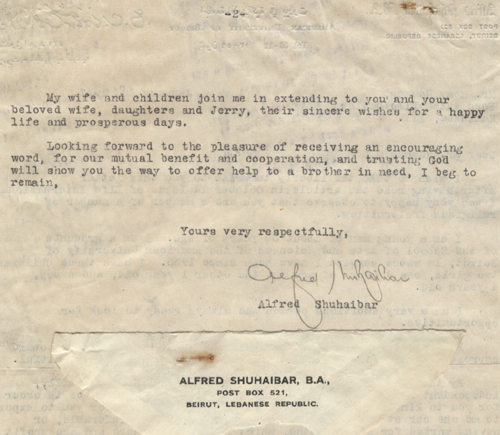 -2-
My wife and children join me in extending to you and your
beloved wife, daughters and Jerry, their sincere wishes for a happy
life and prosperous days.
Looking forward to the pleasure of receiving an encouraging
word, for our mutual benefit and cooperation, and trusting God
will show you the way to offer help to a brother in need, I beg to
remain,
Yours very respectfully,
Alfred Shuhaibar
Alfred Shuhaibar
ALFRED SHUHAIBAR, B.A.,
POST BOX 521,
BEIRUT, LEBANESE REPUBLIC.